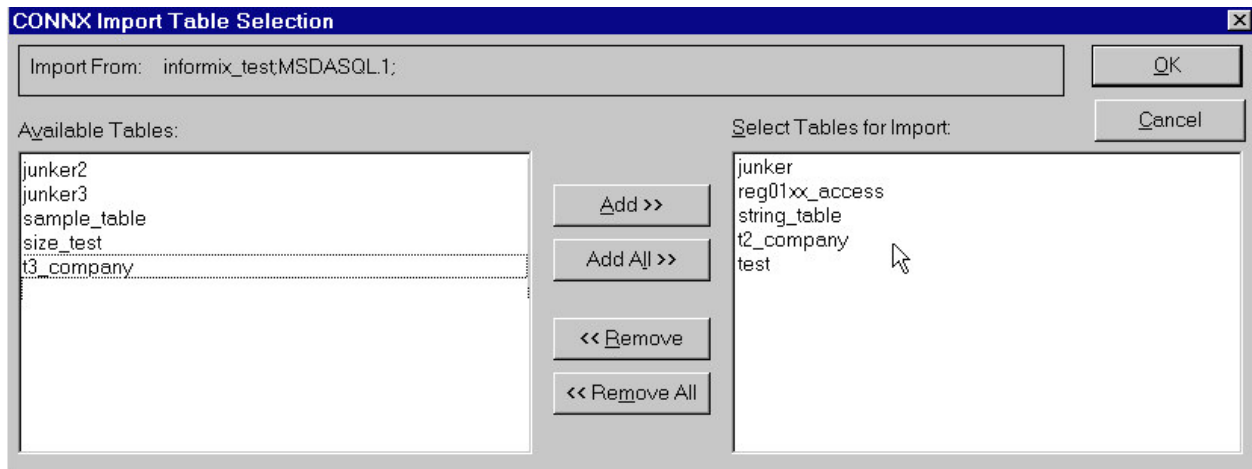 CONNX Import Table Selection
Import From: informix_test;MSDASQL.1;
OK
Cancel
Available Tables:
junker2
junker3
sample_table
size_test
t3_company
Add >>
Add All >>
<< Remove
<< Remove All
Select Tables for Import:
junker
reg01xx_access
string_table
t2_company
test